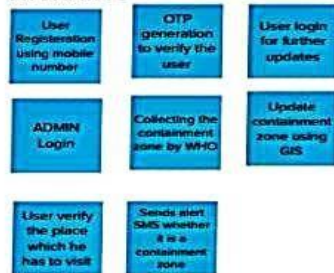 User
Registeration
using mobile
number
OTP
generation
to verify the
user
User login
for further
updates
ADMIN
Login
Collecting the
containment
zone by WHO
Update
containment
zone using
GIS
User verify
the place
which he
has to visit
Sends alert
SMS whether
it is a
containment
zone